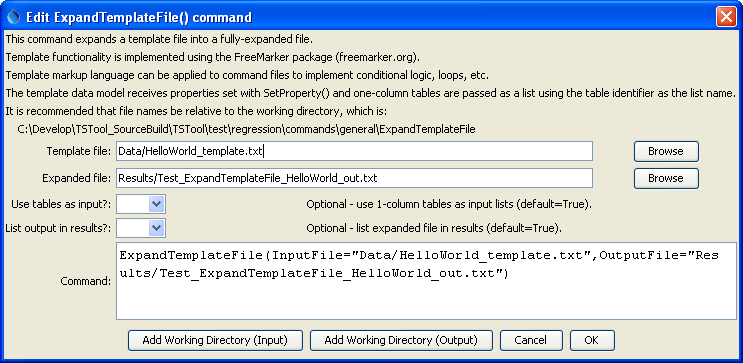 Edit ExpandTemplateFile() command
This command expands a template file into a fully-expanded file.
Template functionality is implemented using the FreeMarker package (freemarker.org).
Template markup language can be applied to command files to implement conditional logic, loops, etc.
The template data model receives properties set with SetProperty() and one-column tables are passed as a list using the table identifier as the list name.
It is recommended that file names be relative to the working directory, which is:
C:\Develop\TSTool_SourceBuild\TSTool\test\regression\commands\general\ExpandTemplateFile
Template file: Data/HelloWorld_template.txt Browse
Expanded file: Results/Test_ExpandTemplateFile_HelloWorld_out.txt Browse
Use tables as input?: Optional - use 1-column tables as input lists (default=True).
List output in results?: Optional - list expanded file in results (default=True).
ExpandTemplateFile(InputFile="Data/HelloWorld_template.txt",OutputFile="Res
Command: ults/Test_ExpandTemplateFile_HelloWorld_out.txt")
Add Working Directory (Input) Add Working Directory (Output) Cancel OK